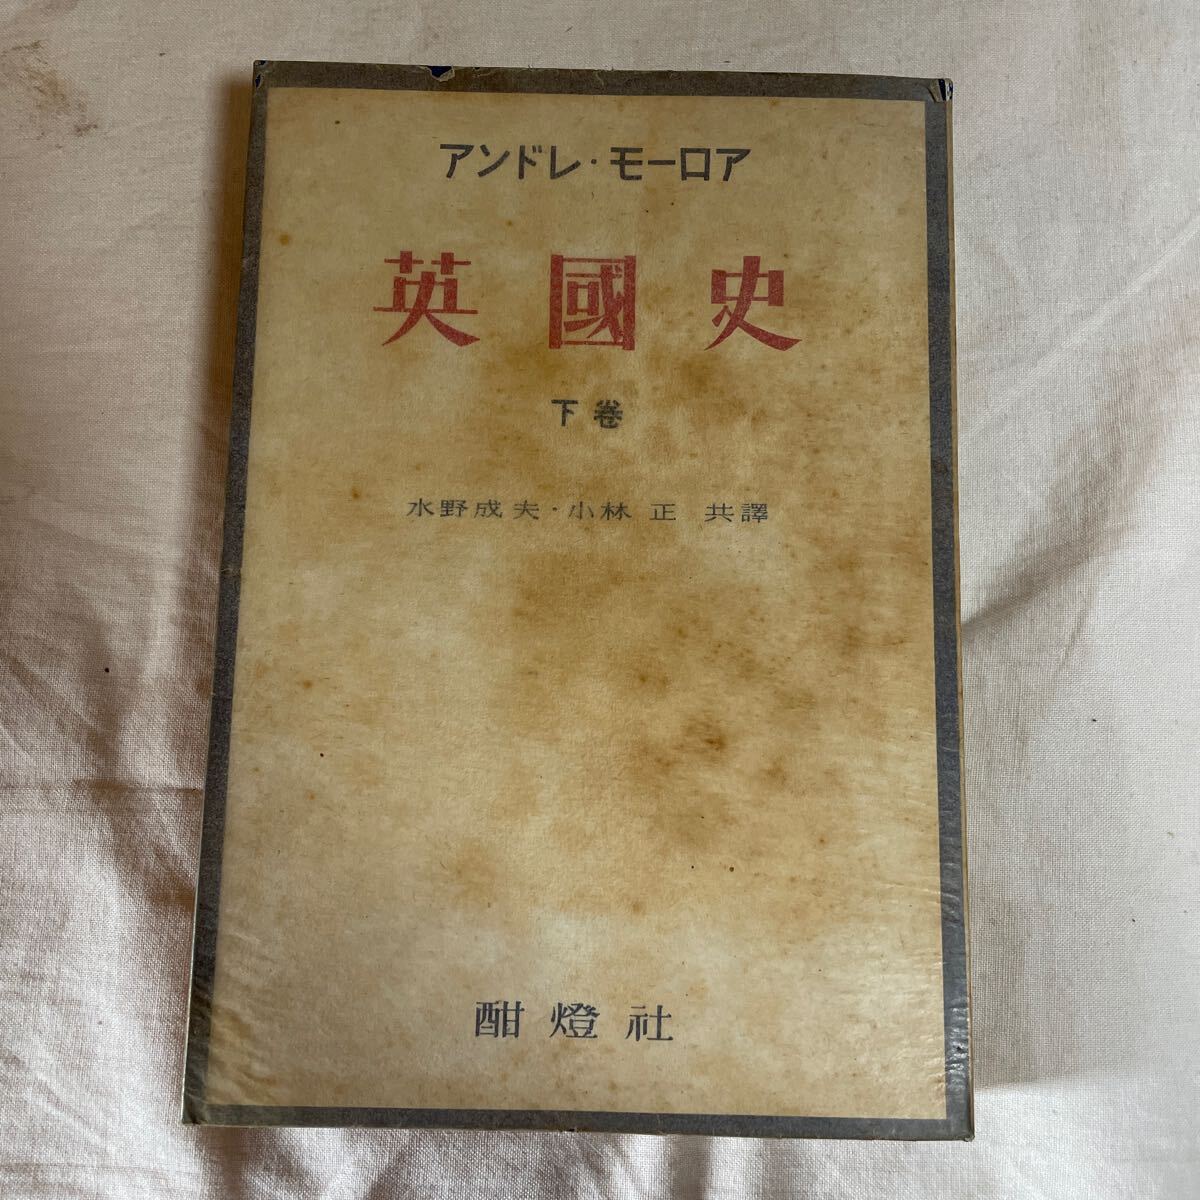 アンドレ・モーロア
英國史
下卷
水野成夫・小林 正 共譯
酣燈社